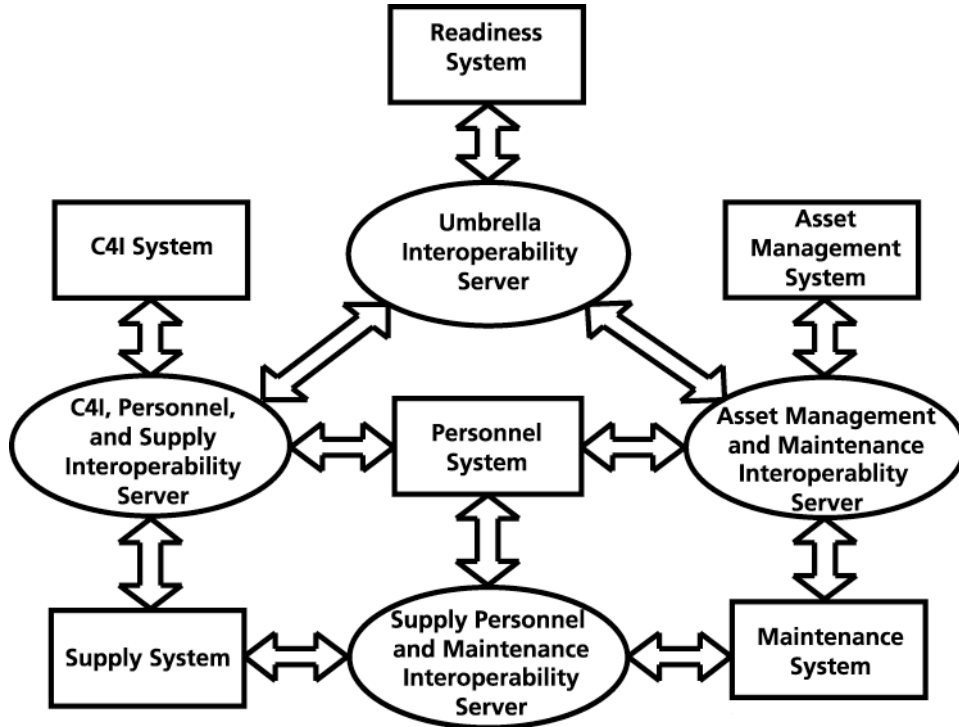 Readiness
System
Umbrella
Interoperability
Server
C4I System
Asset
Management
System
C4I, Personnel,
and Supply
Interoperability
Server
Personnel
System
Asset Management
and Maintenance
Interoperablity
Server
Supply System
Supply Personnel
and Maintenance
Interoperability
Server
Maintenance
System